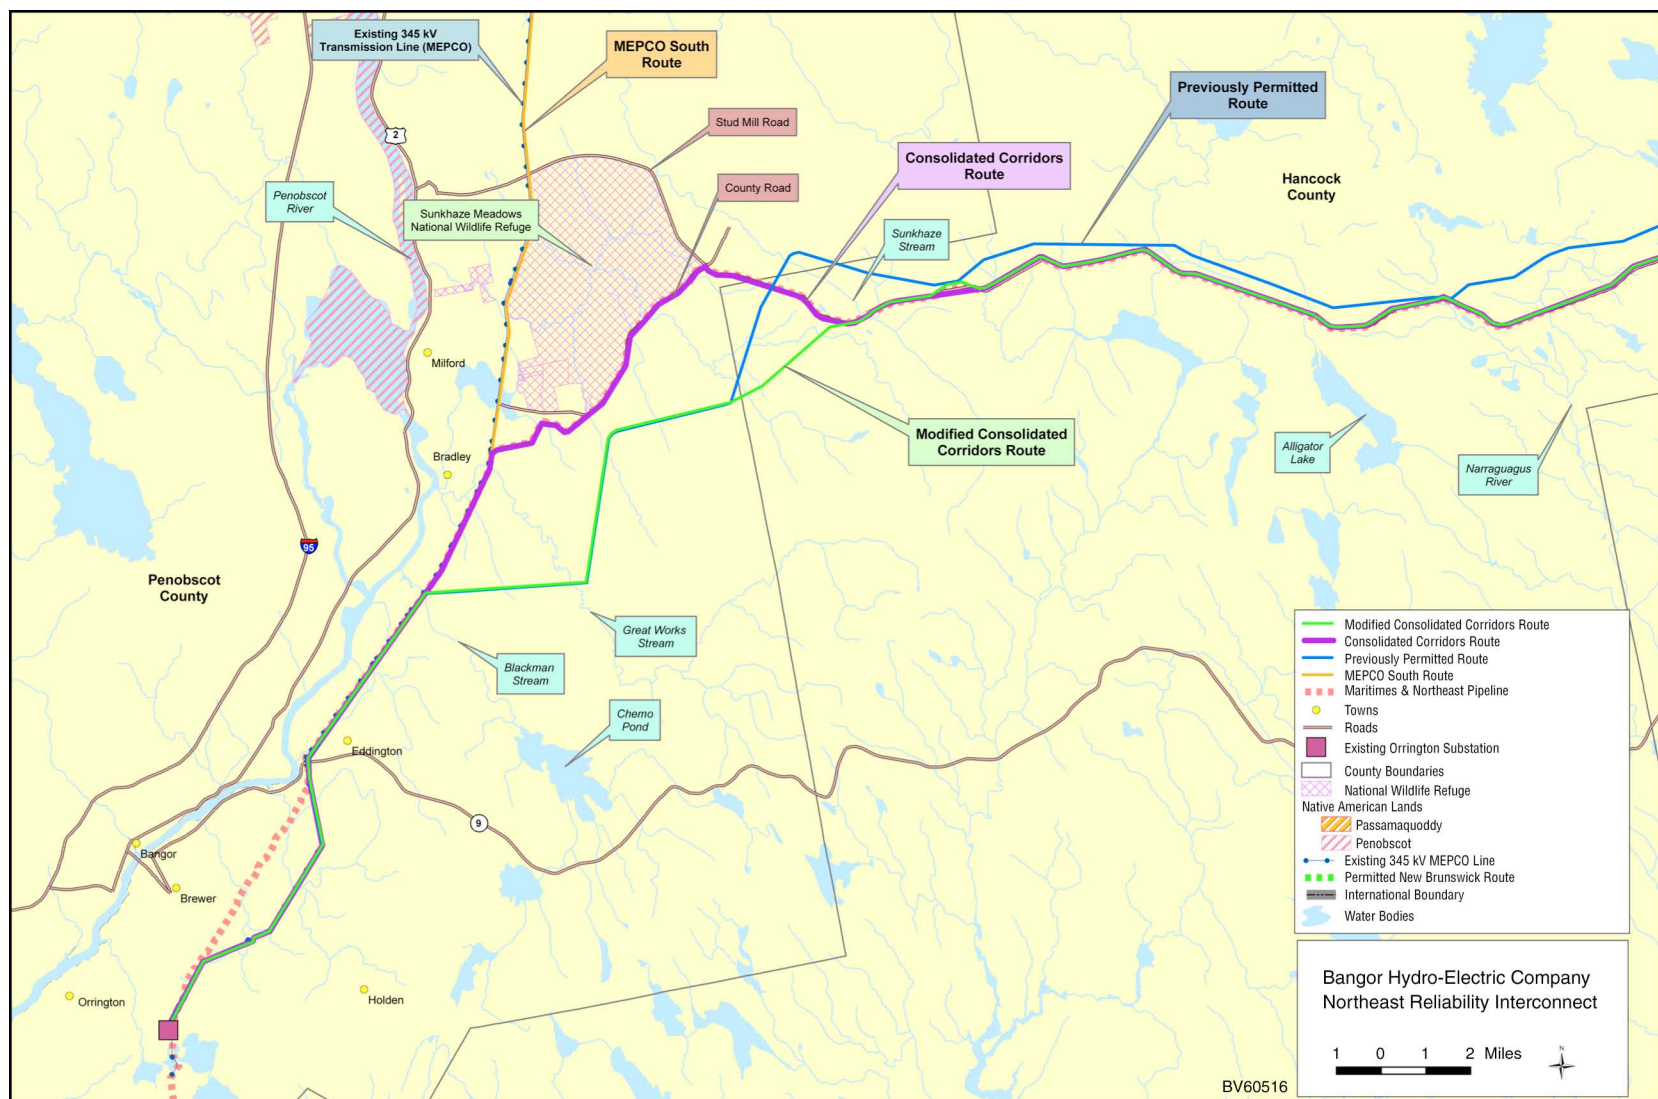 Existing 345 kV
Transmission Line (MEPCO)
MEPCO South
Route
Previously Permitted
Route
Stud Mill Road
2
Consolidated Corridors
Route
Hancock
County
County Road
Penobscot
River
Sunkhaze Meadows
National Wildlife Refuge
Sunkhaze
Stream
Milford
Modified Consolidated
Corridors Route
Alligator
Lake
Narraguagus
River
Bradley
95
Penobscot
County
Great Works
Stream
Blackman
Stream
Chemo
Pond
Eddington
9
Bangor
Brewer
Orrington
Holden
Modified Consolidated Corridors Route
Consolidated Corridors Route
Previously Permitted Route
MEPCO South Route
Maritimes & Northeast Pipeline
Towns
Roads
Existing Orrington Substation
County Boundaries
National Wildlife Refuge
Native American Lands
Passamaquoddy
Penobscot
Existing 345 kV MEPCO Line
Permitted New Brunswick Route
International Boundary
Water Bodies
Bangor Hydro-Electric Company
Northeast Reliability Interconnect
1 0 1 2 Miles
N
BV60516